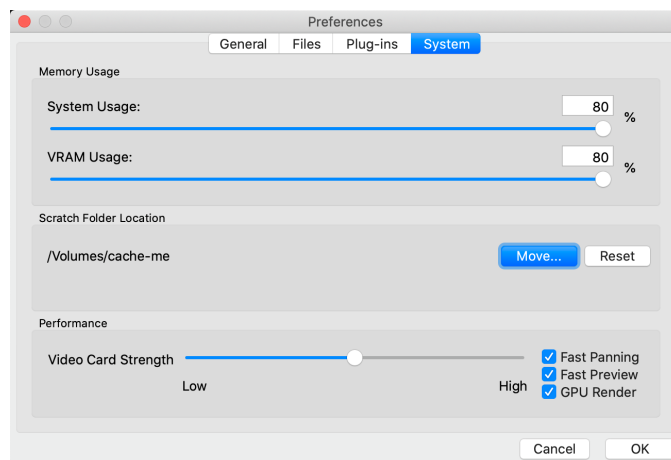 Preferences
General Files Plug-ins System
Memory Usage
System Usage: 80 %
VRAM Usage: 80 %
Scratch Folder Location
/Volumes/cache-me Move... Reset
Performance
Video Card Strength Fast Panning
Fast Preview
Low High GPU Render
Cancel OK